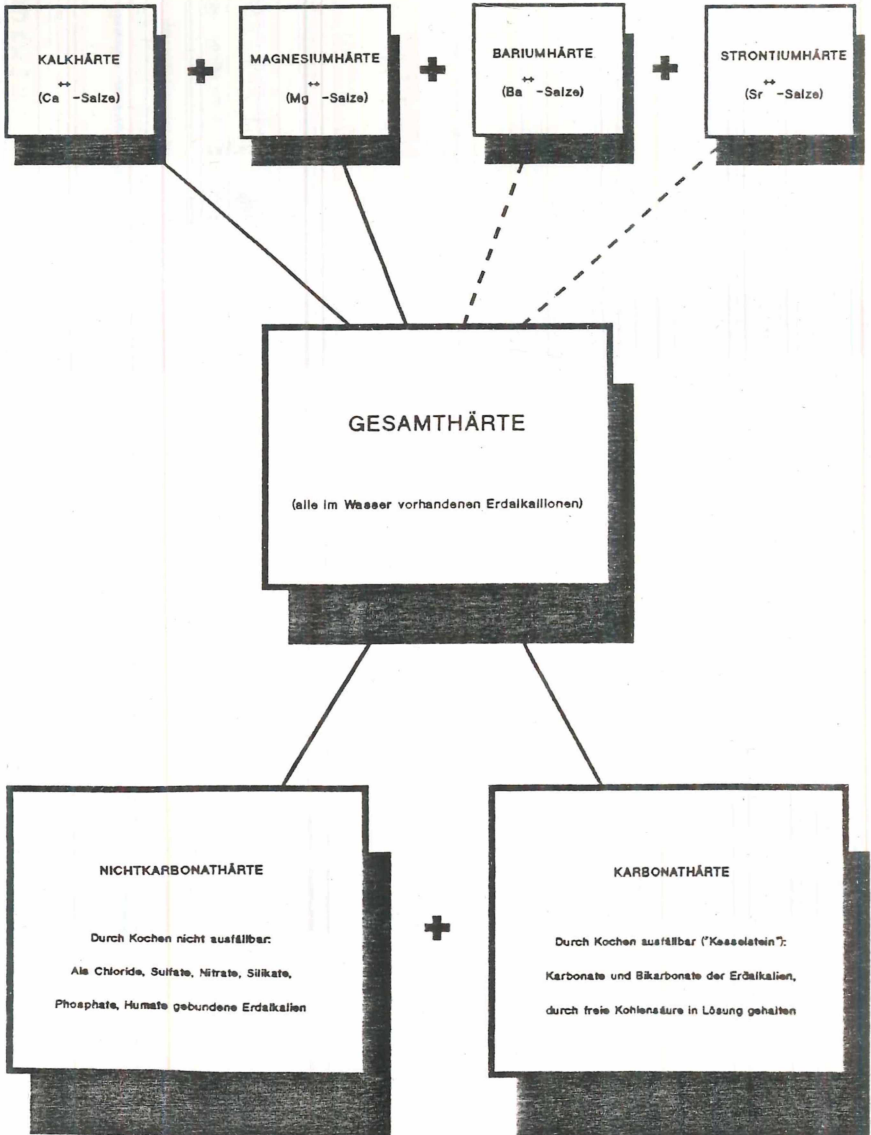 KALKHÄRTE
(Ca++-Salze)
+
MAGNESIUMHÄRTE
(Mg++-Salze)
+
BARIUMHÄRTE
(Ba++-Salze)
+
STRONTIUMHÄRTE
(Sr++-Salze)
GESAMTHÄRTE
(alle im Wasser vorhandenen Erdalkaliionen)
NICHTKARBONATHÄRTE
Durch Kochen nicht ausfällbar:
Als Chloride, Sulfate, Nitrate, Silikate,
Phosphate, Humate gebundene Erdalkalien
+
KARBONATHÄRTE
Durch Kochen ausfällbar ("Kesselstein"):
Karbonate und Bikarbonate der Erdalkalien,
durch freie Kohlensäure in Lösung gehalten